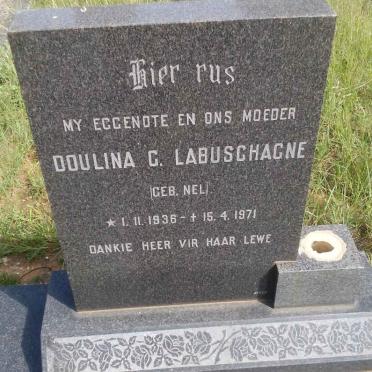 Hier rus
MY EGGENOTE EN ONS MOEDER
DOULINA C. LABUSCHAGNE
(GEB. NEL)
* 1. 11. 1936 - † 15. 4. 1971
DANKIE HEER VIR HAAR LEWE